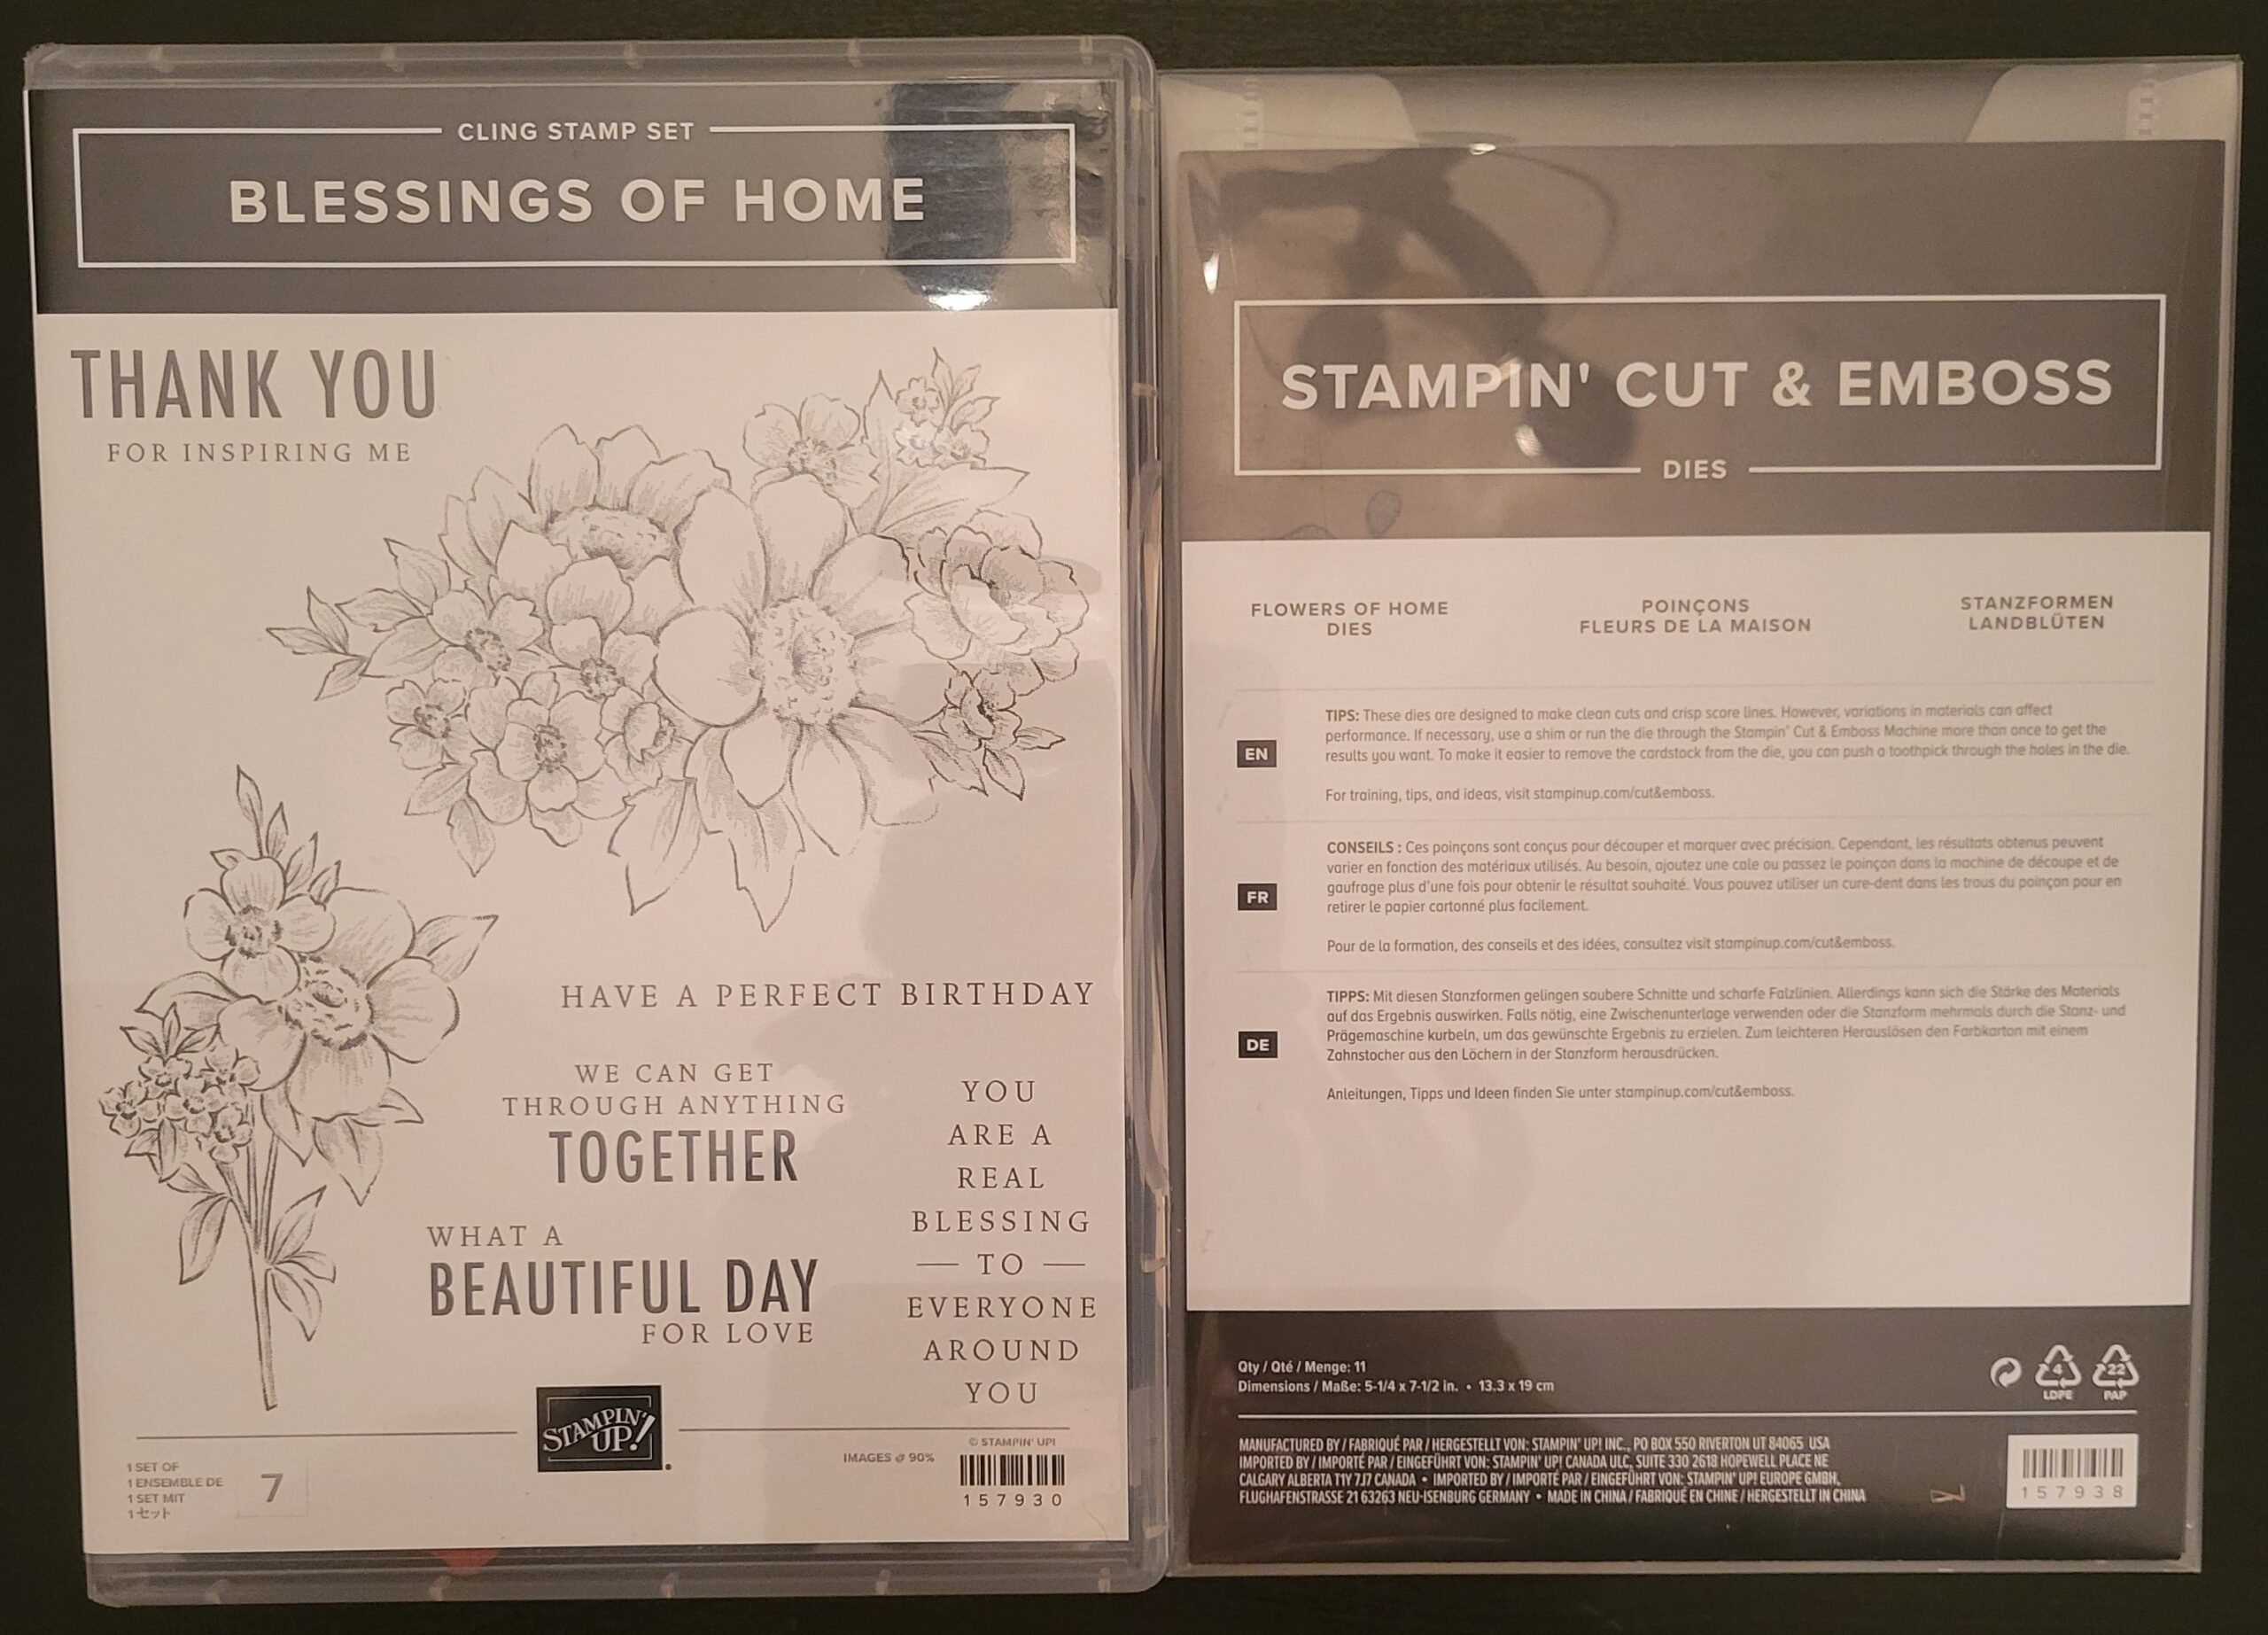 CLING STAMP SET
BLESSINGS OF HOME
THANK YOU
FOR INSPIRING ME
HAVE A PERFECT BIRTHDAY
WE CAN GET
THROUGH ANYTHING
TOGETHER
WHAT A
BEAUTIFUL DAY
FOR LOVE
YOU
ARE A
REAL
BLESSING
— TO —
EVERYONE
AROUND
YOU
STAMPIN' UP!
1 SET OF
1 ENSEMBLE DE
1 SET MIT
1セット
7
IMAGES @ 90%
© STAMPIN' UP!
157930
STAMPIN' CUT & EMBOSS
DIES
FLOWERS OF HOME
DIES
POINÇONS
FLEURS DE LA MAISON
STANZFORMEN
LANDBLÜTEN
EN
TIPS: These dies are designed to make clean cuts and crisp score lines. However, variations in materials can affect
performance. If necessary, use a shim or run the die through the Stampin' Cut & Emboss Machine more than once to get the
results you want. To make it easier to remove the cardstock from the die, you can push a toothpick through the holes in the die.
For training, tips, and ideas, visit stampinup.com/cut&emboss.
FR
CONSEILS : Ces poinçons sont conçus pour découper et marquer avec précision. Cependant, les résultats obtenus peuvent
varier en fonction des matériaux utilisés. Au besoin, ajoutez une cale ou passez le poinçon dans la machine de découpe et de
gaufrage plus d'une fois pour obtenir le résultat souhaité. Vous pouvez utiliser un cure-dent dans les trous du poinçon pour en
retirer le papier cartonné plus facilement.
Pour de la formation, des conseils et des idées, consultez visit stampinup.com/cut&emboss.
DE
TIPPS: Mit diesen Stanzformen gelingen saubere Schnitte und scharfe Falzlinien. Allerdings kann sich die Stärke des Materials
auf das Ergebnis auswirken. Falls nötig, eine Zwischenunterlage verwenden oder die Stanzform mehrmals durch die Stanz- und
Prägemaschine kurbeln, um das gewünschte Ergebnis zu erzielen. Zum leichteren Herauslösen den Farbkarton mit einem
Zahnstocher aus den Löchern in der Stanzform herausdrücken.
Anleitungen, Tipps und Ideen finden Sie unter stampinup.com/cut&emboss.
Qty / Qté / Menge: 11
Dimensions / Maße: 5-1/4 x 7-1/2 in. • 13.3 x 19 cm
4
LDPE
22
PAP
MANUFACTURED BY / FABRIQUÉ PAR / HERGESTELLT VON: STAMPIN' UP! INC., PO BOX 550 RIVERTON UT 84065 USA
IMPORTED BY / IMPORTÉ PAR / EINGEFÜHRT VON: STAMPIN' UP! CANADA ULC, SUITE 330 2618 HOPEWELL PLACE NE
CALGARY ALBERTA T1Y 7J7 CANADA • IMPORTED BY / IMPORTÉ PAR / EINGEFÜHRT VON: STAMPIN' UP! EUROPE GMBH,
FLUGHAFENSTRASSE 21 63263 NEU-ISENBURG GERMANY • MADE IN CHINA / FABRIQUÉ EN CHINE / HERGESTELLT IN CHINA
157938